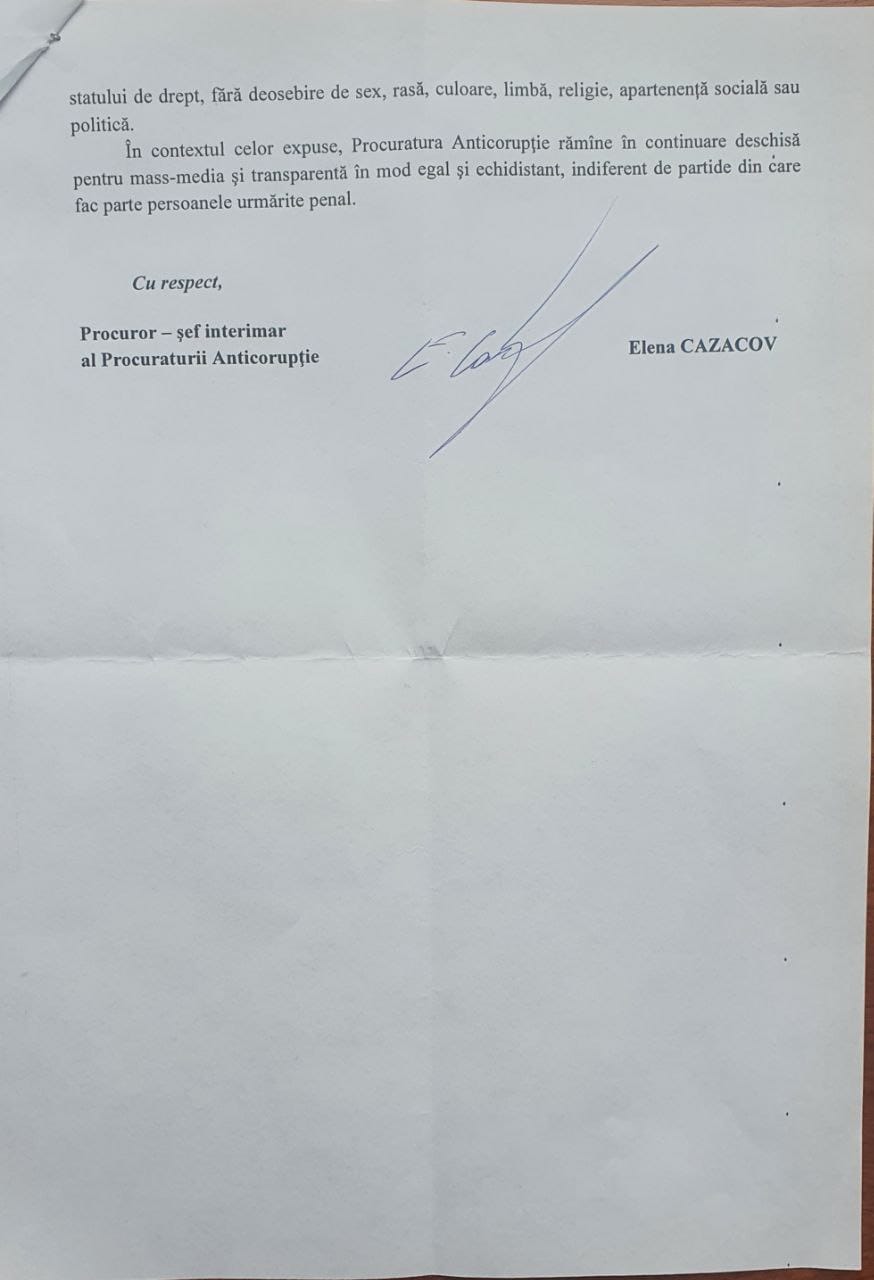 statului de drept, fără deosebire de sex, rasă, culoare, limbă, religie, apartenenţă socială sau
politică.
În contextul celor expuse, Procuratura Anticorupţie rămîne în continuare deschisă
pentru mass-media şi transparentă în mod egal şi echidistant, indiferent de partide din care
fac parte persoanele urmărite penal.
Cu respect,
Procuror – şef interimar
al Procuraturii Anticorupţie
Elena CAZACOV